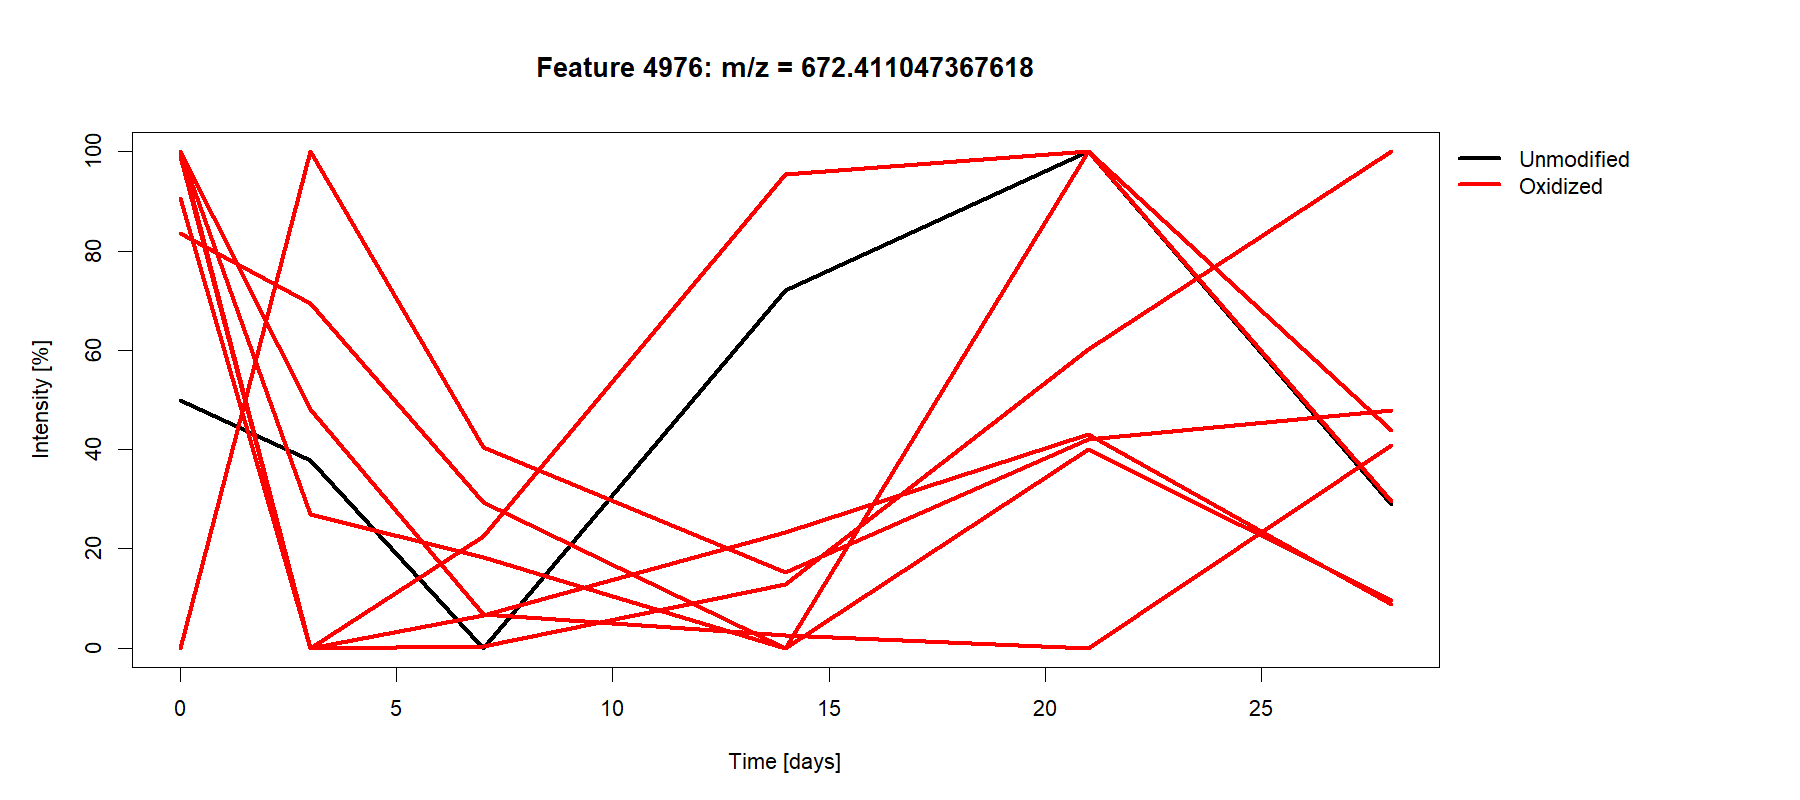 Feature 4976: m/z = 672.411047367618
Unmodified
Oxidized
Intensity [%]
100
80
60
40
20
0
0 5 10 15 20 25
Time [days]